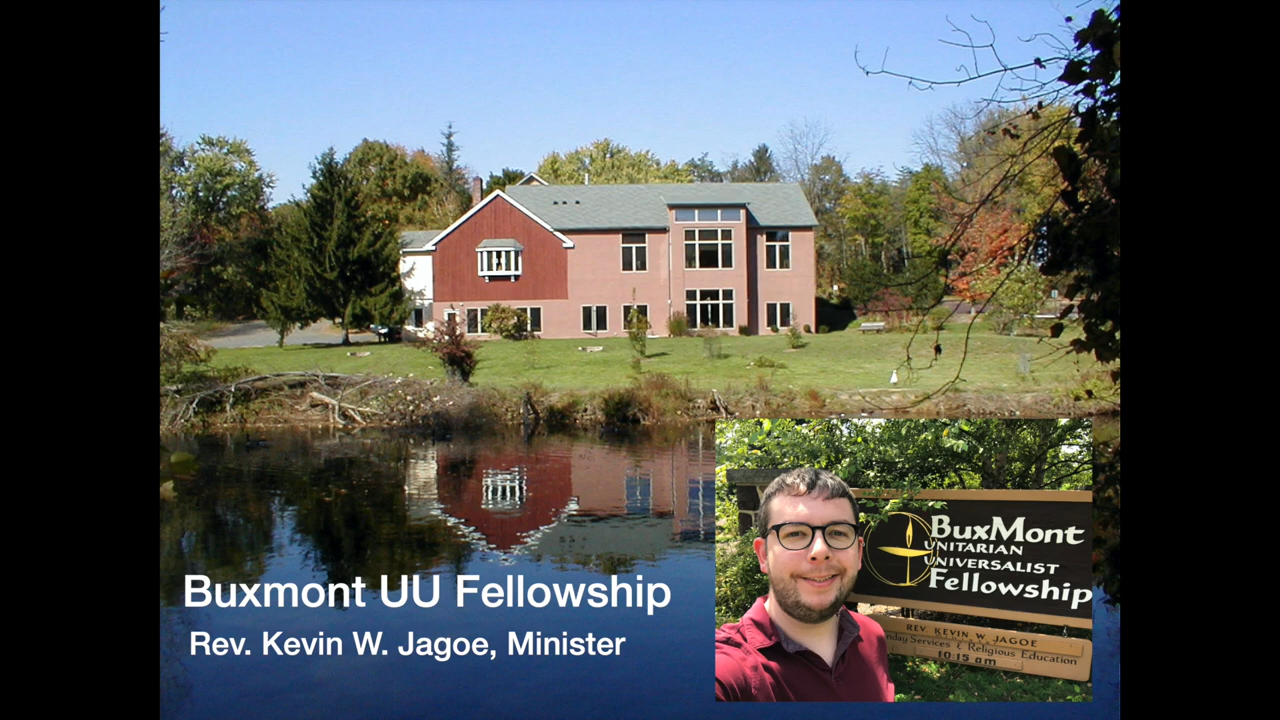 Buxmont UU Fellowship
Rev. Kevin W. Jagoe, Minister
BuxMont
UNITARIAN
UNIVERSALIST
Fellowship
REV. KEVIN W. JAGOE
Services & Religious Education
10:15 am